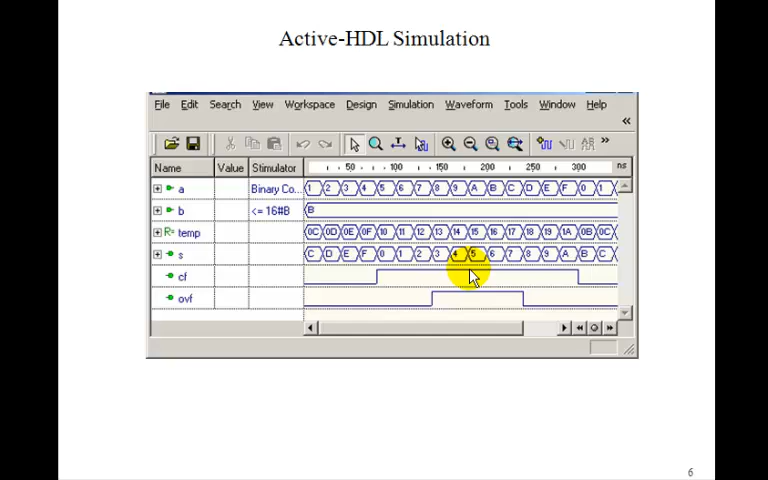 Active-HDL Simulation
File Edit Search View Workspace Design Simulation Waveform Tools Window Help
«
»
Name Value Stimulator 50 100 150 200 250 300 ns
a Binary Co... 1 2 3 4 5 6 7 8 9 A B C D E F 0 1
b <= 16#B B
R= temp 0C 0D 0E 0F 10 11 12 13 14 15 16 17 18 19 1A 0B 0C
s C D E F 0 1 2 3 4 5 6 7 8 9 A B C
cf
ovf
6